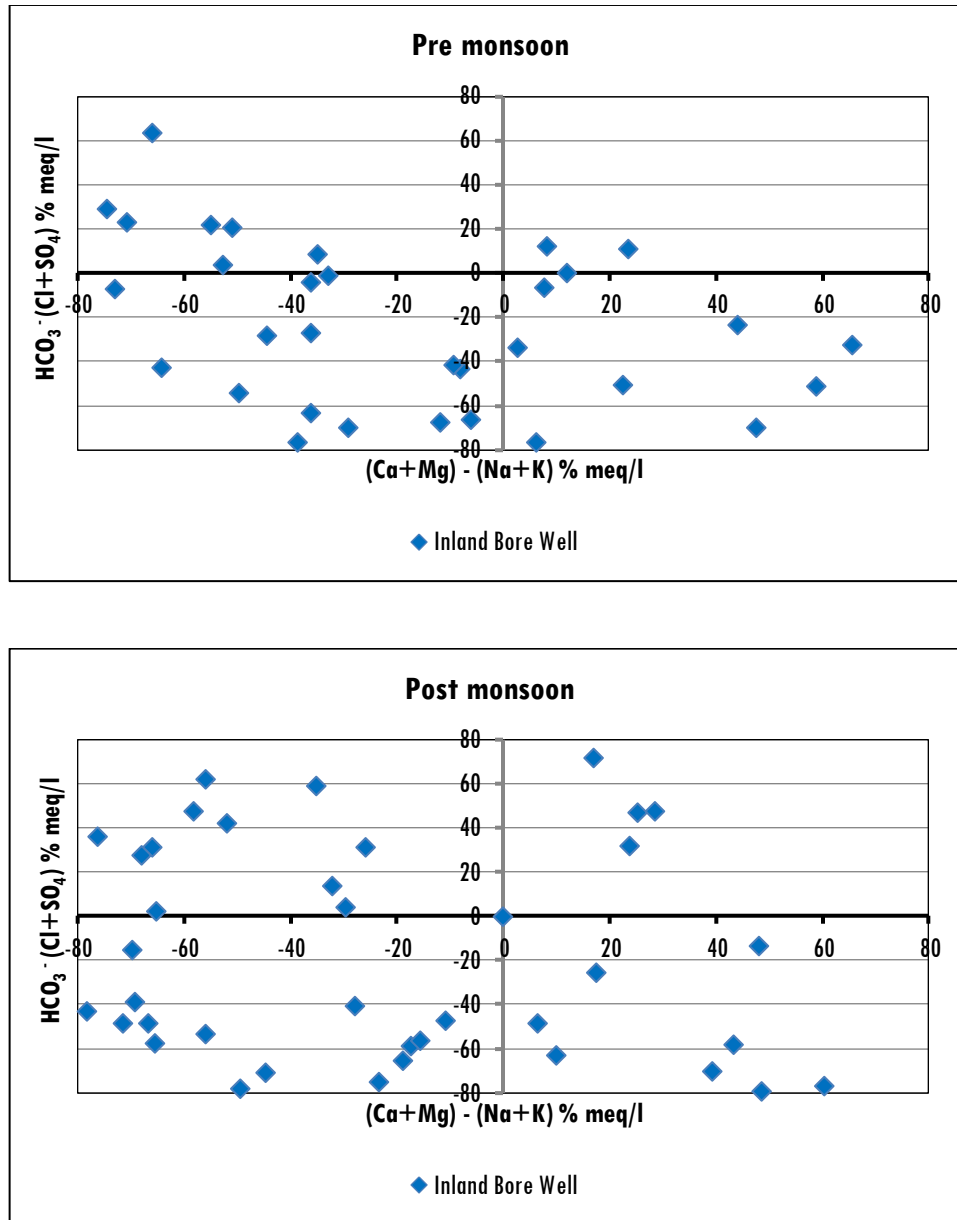 Pre monsoon
HCO₃ - (Cl+SO₄) % meq/l
80
60
40
20
0
-20
-40
-60
-80
-80 -60 -40 -20 0 20 40 60 80
(Ca+Mg) - (Na+K) % meq/l
Inland Bore Well
Post monsoon
HCO₃ - (Cl+SO₄) % meq/l
80
60
40
20
0
-20
-40
-60
-80
-80 -60 -40 -20 0 20 40 60 80
(Ca+Mg) - (Na+K) % meq/l
Inland Bore Well